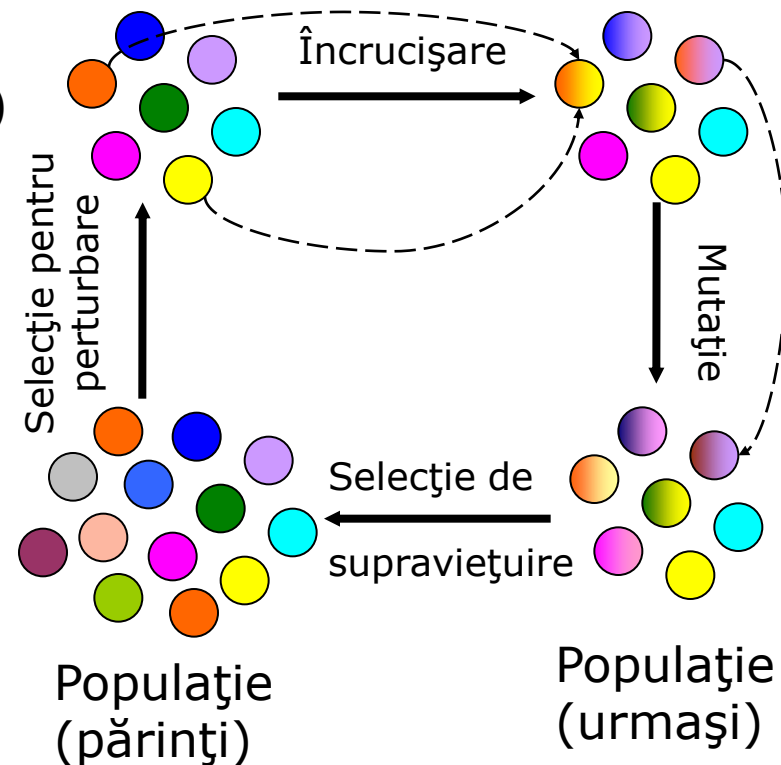 )
Încrucişare
Selecţie pentru
perturbare
Mutaţie
Selecţie de
supravieţuire
Populaţie
(părinţi)
Populaţie
(urmaşi)